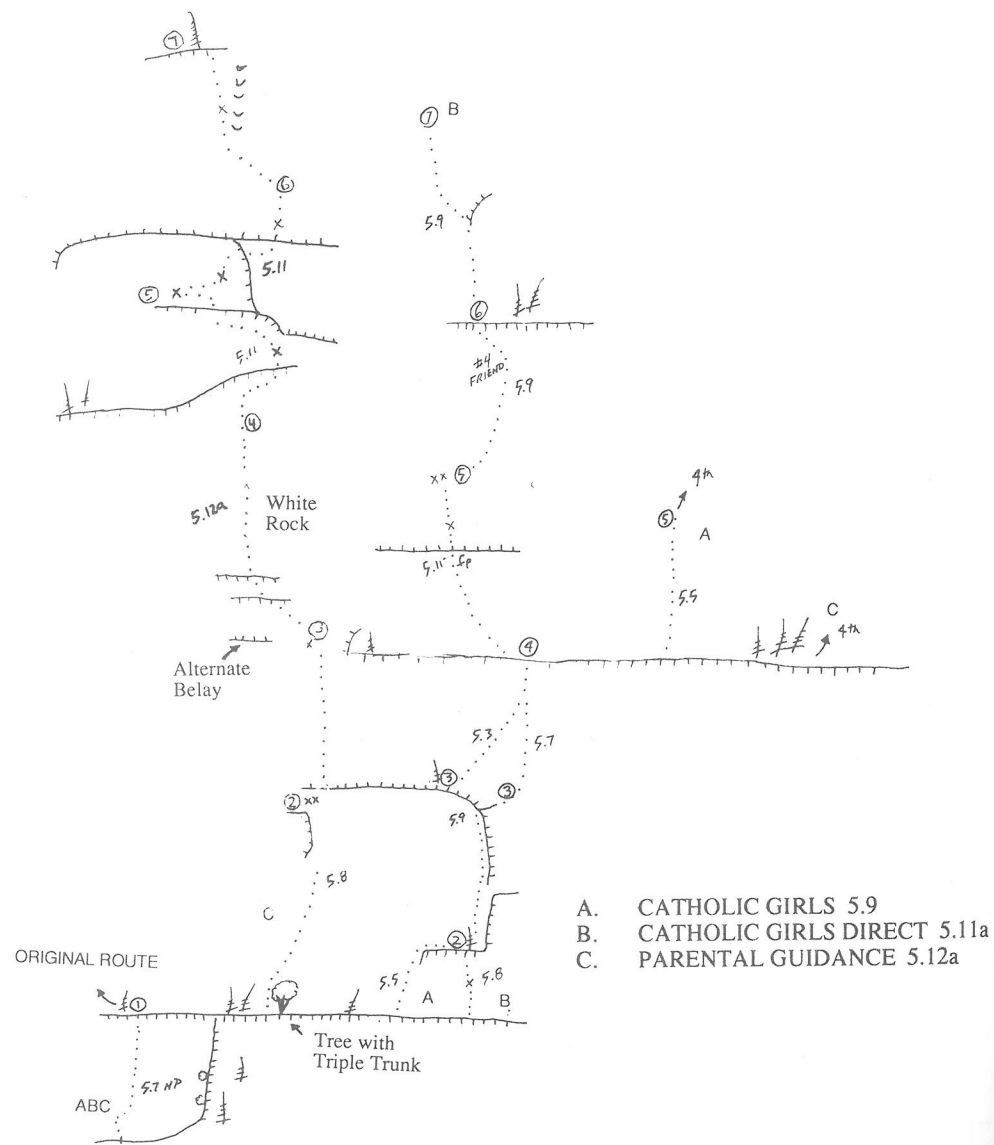 7
7 B
6
5.9
5.11
5
6
5.11
#4
FRIEND
5.9
4
xx 5
4th
5.12a
White
Rock
5
A
5.11 fp
5.5
C
4th
3
4
Alternate
Belay
5.3
5.7
3
3
2 xx
5.9
5.8
C
A. CATHOLIC GIRLS 5.9
B. CATHOLIC GIRLS DIRECT 5.11a
C. PARENTAL GUIDANCE 5.12a
2
ORIGINAL ROUTE
5.5
5.8
1
A
B
Tree with
Triple Trunk
5.7 NP
ABC